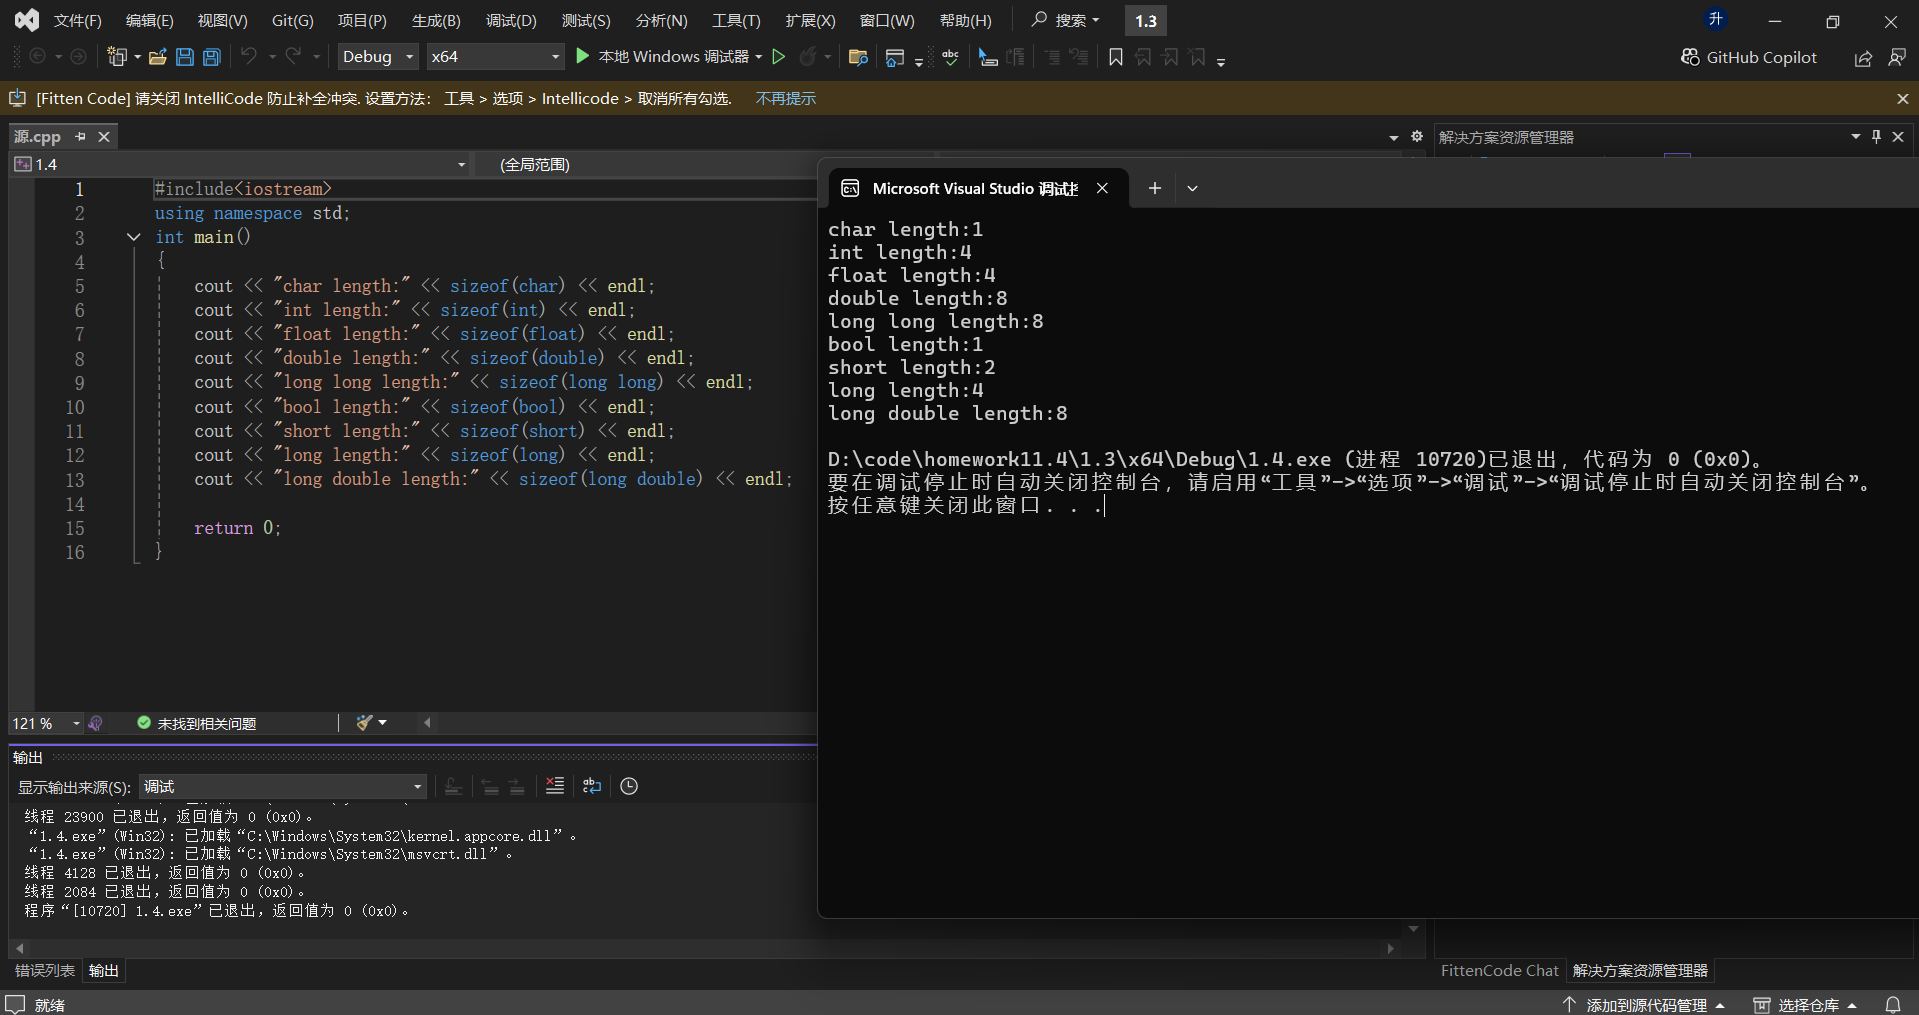 文件(F) 编辑(E) 视图(V) Git(G) 项目(P) 生成(B) 调试(D) 测试(S) 分析(N) 工具(T) 扩展(X) 窗口(W) 帮助(H) 搜索 1.3 升
Debug x64 本地 Windows 调试器 abc GitHub Copilot
[Fitten Code] 请关闭 IntelliCode 防止补全冲突. 设置方法： 工具 > 选项 > Intellicode > 取消所有勾选. 不再提示
源.cpp
解决方案资源管理器
1.4 (全局范围)
1 #include<iostream>
2 using namespace std;
3 int main()
4 {
5 cout << "char length:" << sizeof(char) << endl;
6 cout << "int length:" << sizeof(int) << endl;
7 cout << "float length:" << sizeof(float) << endl;
8 cout << "double length:" << sizeof(double) << endl;
9 cout << "long long length:" << sizeof(long long) << endl;
10 cout << "bool length:" << sizeof(bool) << endl;
11 cout << "short length:" << sizeof(short) << endl;
12 cout << "long length:" << sizeof(long) << endl;
13 cout << "long double length:" << sizeof(long double) << endl;
14
15 return 0;
16 }
Microsoft Visual Studio 调试
char length:1
int length:4
float length:4
double length:8
long long length:8
bool length:1
short length:2
long length:4
long double length:8
D:\code\homework11.4\1.3\x64\Debug\1.4.exe (进程 10720)已退出，代码为 0 (0x0)。
要在调试停止时自动关闭控制台，请启用“工具”->“选项”->“调试”->“调试停止时自动关闭控制台”。
按任意键关闭此窗口. . .
121 % 未找到相关问题
输出
显示输出来源(S): 调试
线程 23900 已退出，返回值为 0 (0x0)。
“1.4.exe”(Win32): 已加载“C:\Windows\System32\kernel.appcore.dll”。
“1.4.exe”(Win32): 已加载“C:\Windows\System32\msvcrt.dll”。
线程 4128 已退出，返回值为 0 (0x0)。
线程 2084 已退出，返回值为 0 (0x0)。
程序“[10720] 1.4.exe”已退出，返回值为 0 (0x0)。
错误列表 输出
FittenCode Chat 解决方案资源管理器
就绪 添加到源代码管理 选择仓库